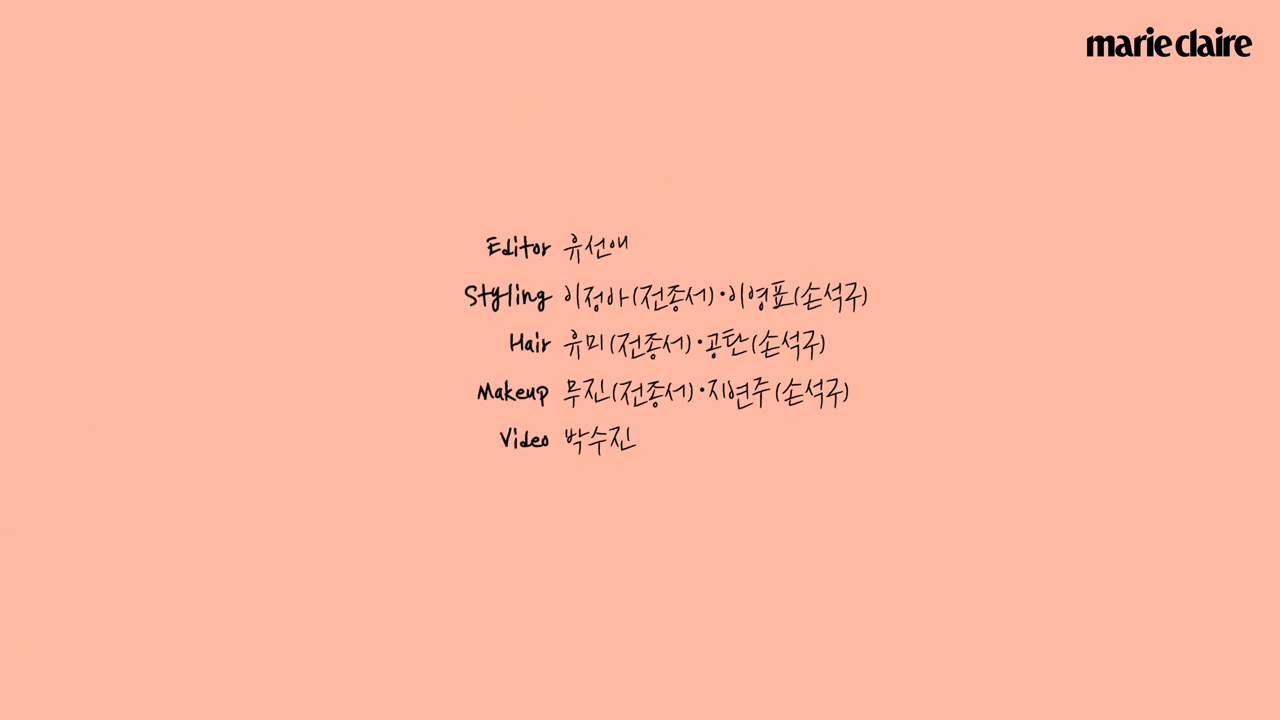 marie claire
Editor 류선애
Styling 이정아(전종서)·이영표(손석구)
Hair 유미(전종서)·공탄(손석구)
Makeup 무진(전종서)·지현주(손석구)
Video 박수진